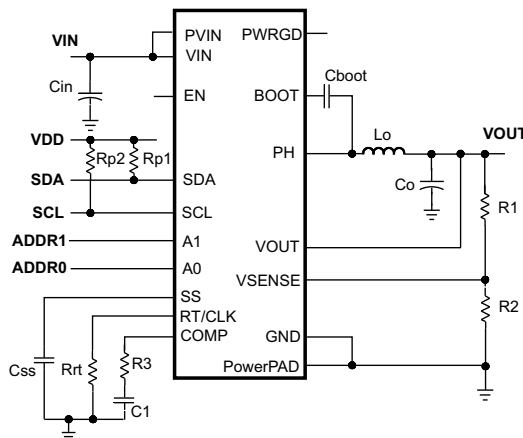 PVIN
PWRGD
VIN
VIN
Cboot
Cin
EN
BOOT
Lo
VOUT
VDD
Rp2
Rp1
PH
Co
R1
SDA
SDA
SCL
SCL
ADDR1
A1
VOUT
ADDR0
A0
VSENSE
SS
R2
RT/CLK
COMP
GND
Css
Rrt
R3
PowerPAD
C1